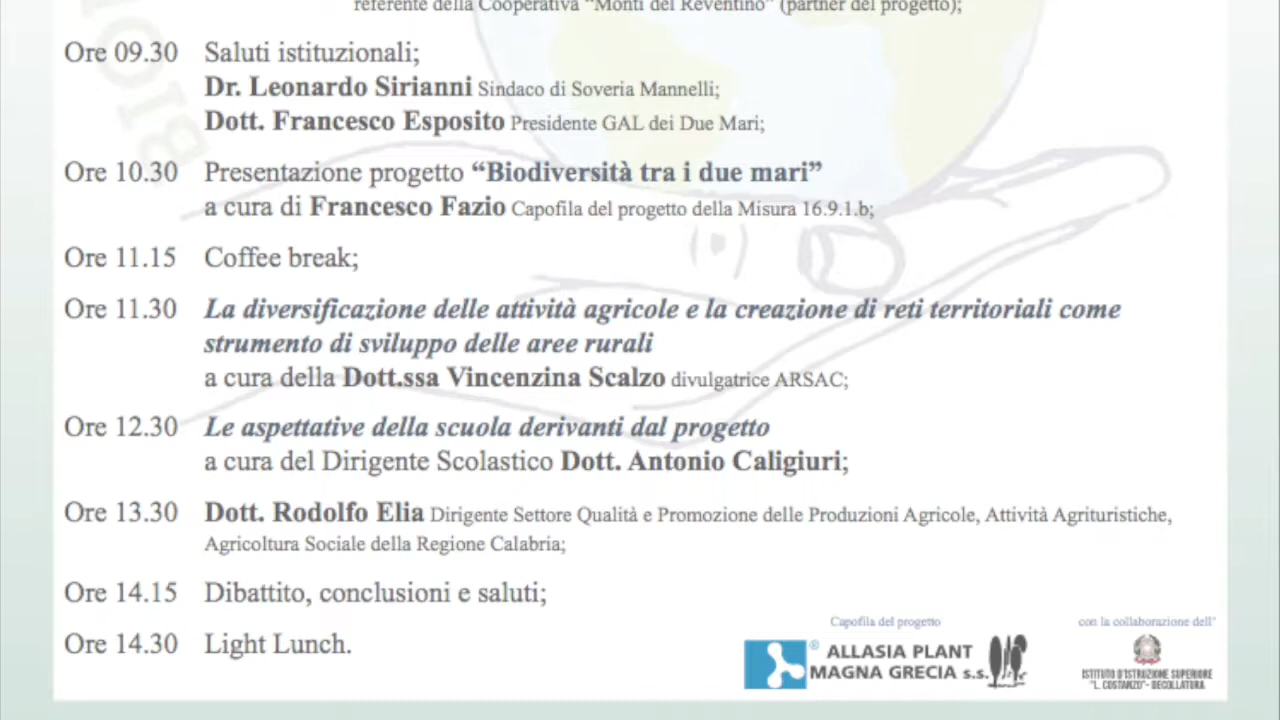 referente della Cooperativa “Monti del Reventino” (partner del progetto);
Ore 09.30 Saluti istituzionali;
Dr. Leonardo Sirianni Sindaco di Soveria Mannelli;
Dott. Francesco Esposito Presidente GAL dei Due Mari;
Ore 10.30 Presentazione progetto “Biodiversità tra i due mari”
a cura di Francesco Fazio Capofila del progetto della Misura 16.9.1.b;
Ore 11.15 Coffee break;
Ore 11.30 La diversificazione delle attività agricole e la creazione di reti territoriali come
strumento di sviluppo delle aree rurali
a cura della Dott.ssa Vincenzina Scalzo divulgatrice ARSAC;
Ore 12.30 Le aspettative della scuola derivanti dal progetto
a cura del Dirigente Scolastico Dott. Antonio Caligiuri;
Ore 13.30 Dott. Rodolfo Elia Dirigente Settore Qualità e Promozione delle Produzioni Agricole, Attività Agrituristiche,
Agricoltura Sociale della Regione Calabria;
Ore 14.15 Dibattito, conclusioni e saluti;
Ore 14.30 Light Lunch.
Capofila del progetto
® ALLASIA PLANT
MAGNA GRECIA s.s.
con la collaborazione dell'
ISTITUTO D'ISTRUZIONE SUPERIORE
"L. COSTANZO"- DECOLLATURA
BIO